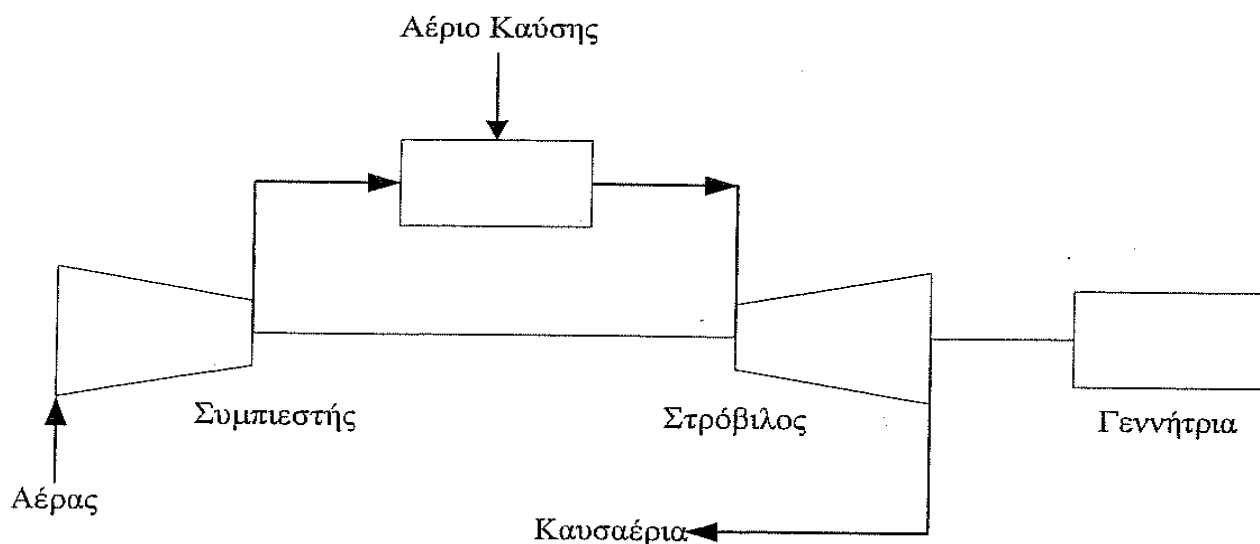 Αέριο Καύσης
Συμπιεστής
Στρόβιλος
Γεννήτρια
Αέρας
Καυσαέρια